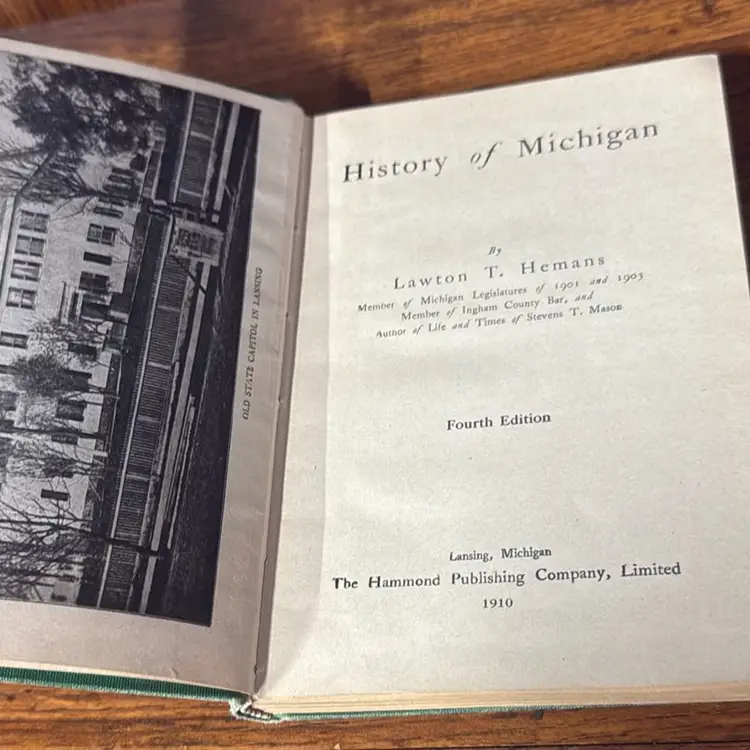 OLD STATE CAPITOL IN LANSING
History of Michigan
By
Lawton T. Hemans
Member of Michigan Legislatures of 1901 and 1903
Member of Ingham County Bar, and
Author of Life and Times of Stevens T. Mason
Fourth Edition
Lansing, Michigan
The Hammond Publishing Company, Limited
1910